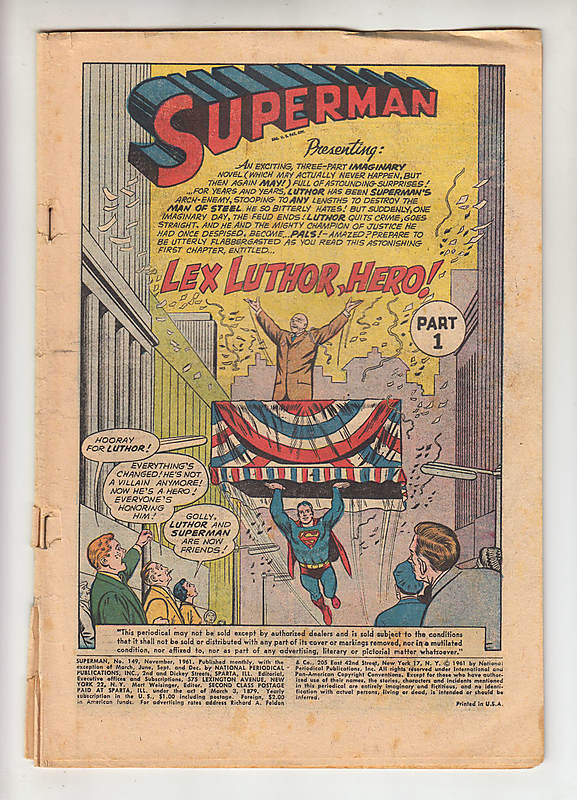 SUPERMAN
REG. U.S. PAT. OFF.
Presenting:
AN EXCITING, THREE-PART IMAGINARY
NOVEL (WHICH MAY ACTUALLY NEVER HAPPEN, BUT
THEN AGAIN MAY!) FULL OF ASTOUNDING SURPRISES!
...FOR YEARS AND YEARS, LUTHOR HAS BEEN SUPERMAN'S
ARCH-ENEMY, STOOPING TO ANY LENGTHS TO DESTROY THE
MAN OF STEEL HE SO BITTERLY HATES! BUT SUDDENLY, ONE
IMAGINARY DAY, THE FEUD ENDS! LUTHOR QUITS CRIME, GOES
STRAIGHT, AND HE AND THE MIGHTY CHAMPION OF JUSTICE HE
HAD ONCE DESPISED, BECOME...PALS!--AMAZED? PREPARE TO
BE UTTERLY FLABBERGASTED AS YOU READ THIS ASTONISHING
FIRST CHAPTER, ENTITLED...
LEX LUTHOR, HERO!
PART
1
HOORAY
FOR LUTHOR!
EVERYTHING'S
CHANGED! HE'S NOT
A VILLAIN ANYMORE!
NOW HE'S A HERO!
EVERYONE'S
HONORING
HIM!
GOLLY,
LUTHOR AND
SUPERMAN
ARE NOW
FRIENDS!
S
"This periodical may not be sold except by authorized dealers and is sold subject to the conditions
that it shall not be sold or distributed with any part of its cover or markings removed, nor in a mutilated
condition, nor affixed to, nor as part of any advertising, literary or pictorial matter whatsoever."
SUPERMAN, No. 149, November, 1961. Published monthly, with the
exception of March, June, Sept. and Dec. by NATIONAL PERIODICAL
PUBLICATIONS, INC., 2nd and Dickey Streets, SPARTA, ILL. Editorial,
Executive offices and Subscriptions, 575 LEXINGTON AVENUE, NEW
YORK 22, N. Y. Mort Weisinger, Editor. SECOND CLASS POSTAGE
PAID AT SPARTA, ILL. under the act of March 3, 1879. Yearly
subscription in the U. S., $1.00 including postage. Foreign, $2.00
in American funds. For advertising rates address Richard A. Feldon
& Co., 205 East 42nd Street, New York 17, N. Y. © 1961 by National
Periodical Publications, Inc. All rights reserved under International and
Pan-American Copyright Conventions. Except for those who have author-
ized use of their names, the stories, characters and incidents mentioned
in this periodical are entirely imaginary and fictitious, and no identi-
fication with actual persons, living or dead, is intended or should be
inferred.
Printed in U.S.A.